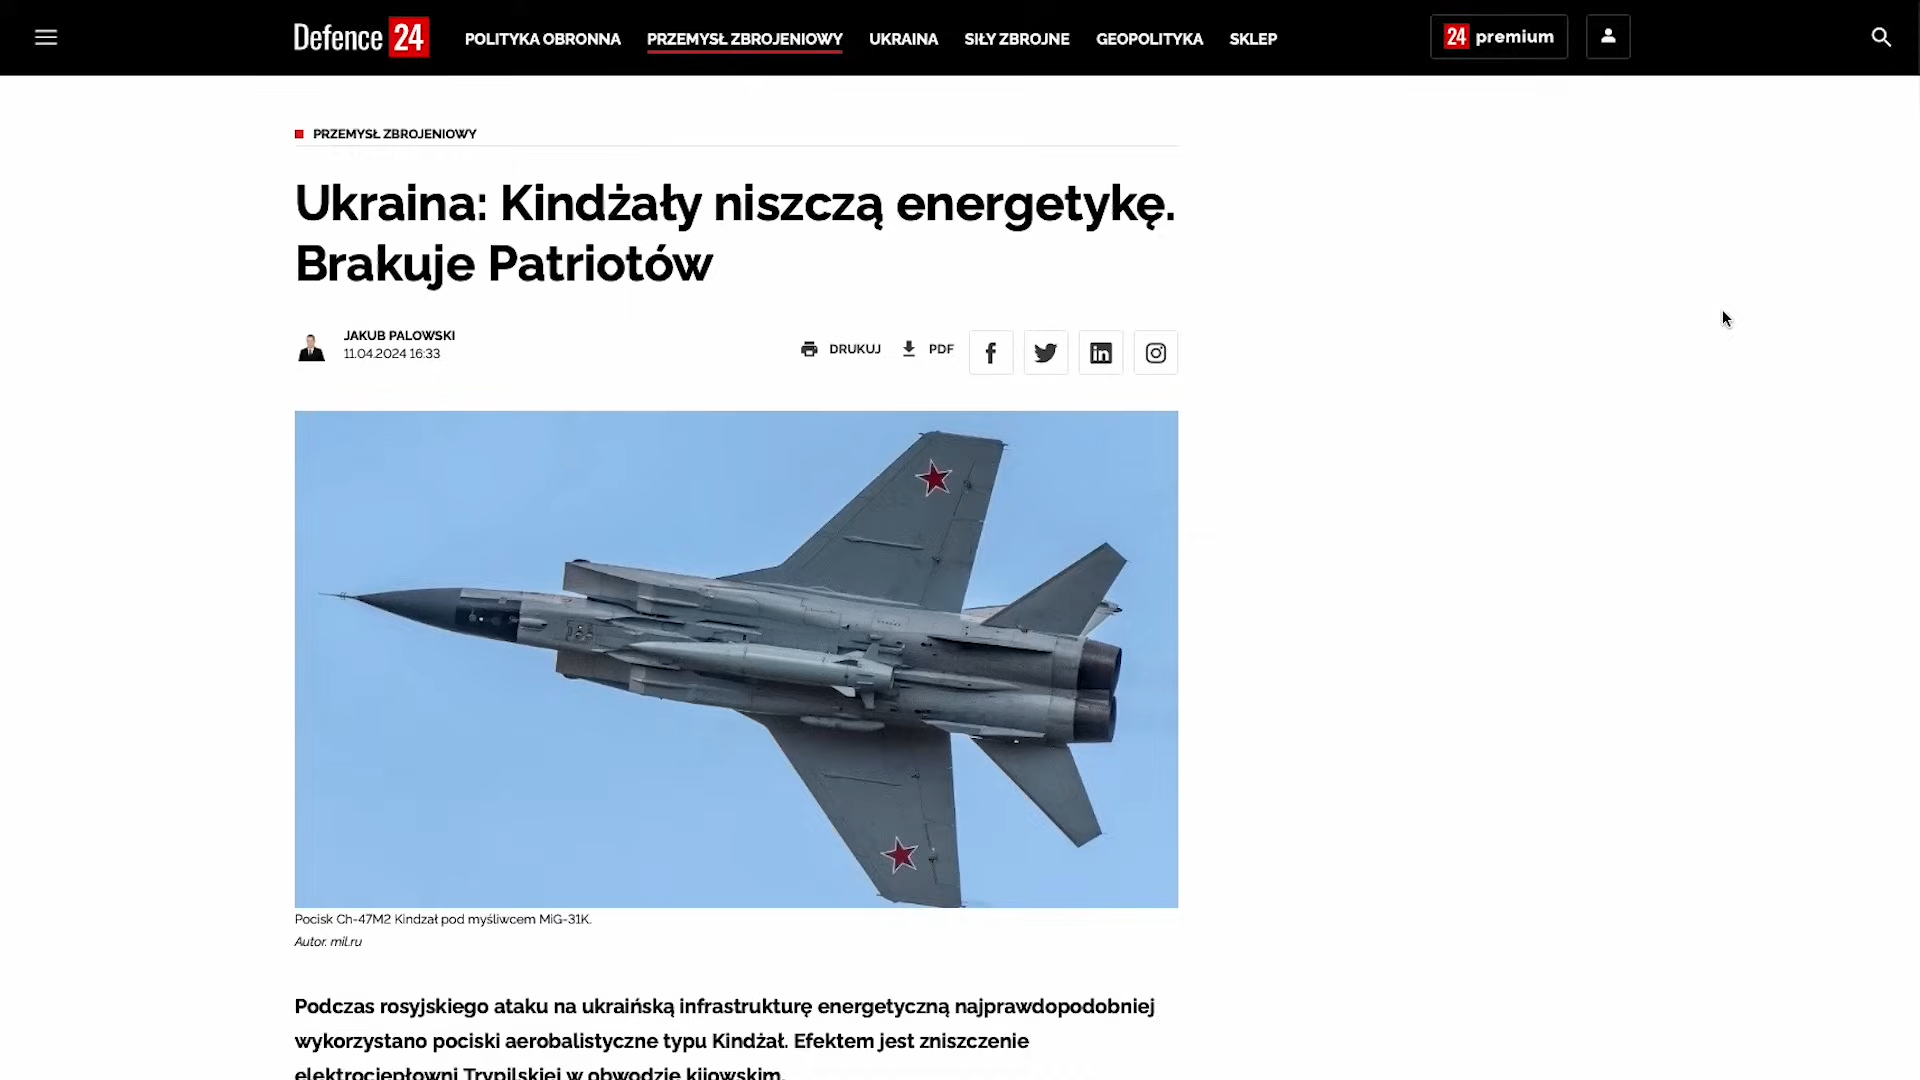 Defence 24
POLITYKA OBRONNA
PRZEMYSŁ ZBROJENIOWY
UKRAINA
SIŁY ZBROJNE
GEOPOLITYKA
SKLEP
24 premium
PRZEMYSŁ ZBROJENIOWY
Ukraina: Kindżały niszczą energetykę.
Brakuje Patriotów
JAKUB PALOWSKI
11.04.2024 16:33
DRUKUJ
PDF
Pocisk Ch-47M2 Kindzał pod myśliwcem MiG-31K.
Autor. mil.ru
Podczas rosyjskiego ataku na ukraińską infrastrukturę energetyczną najprawdopodobniej
wykorzystano pociski aerobalistyczne typu Kindżał. Efektem jest zniszczenie
elektrociepłowni Trypilskiej w obwodzie kijowskim.